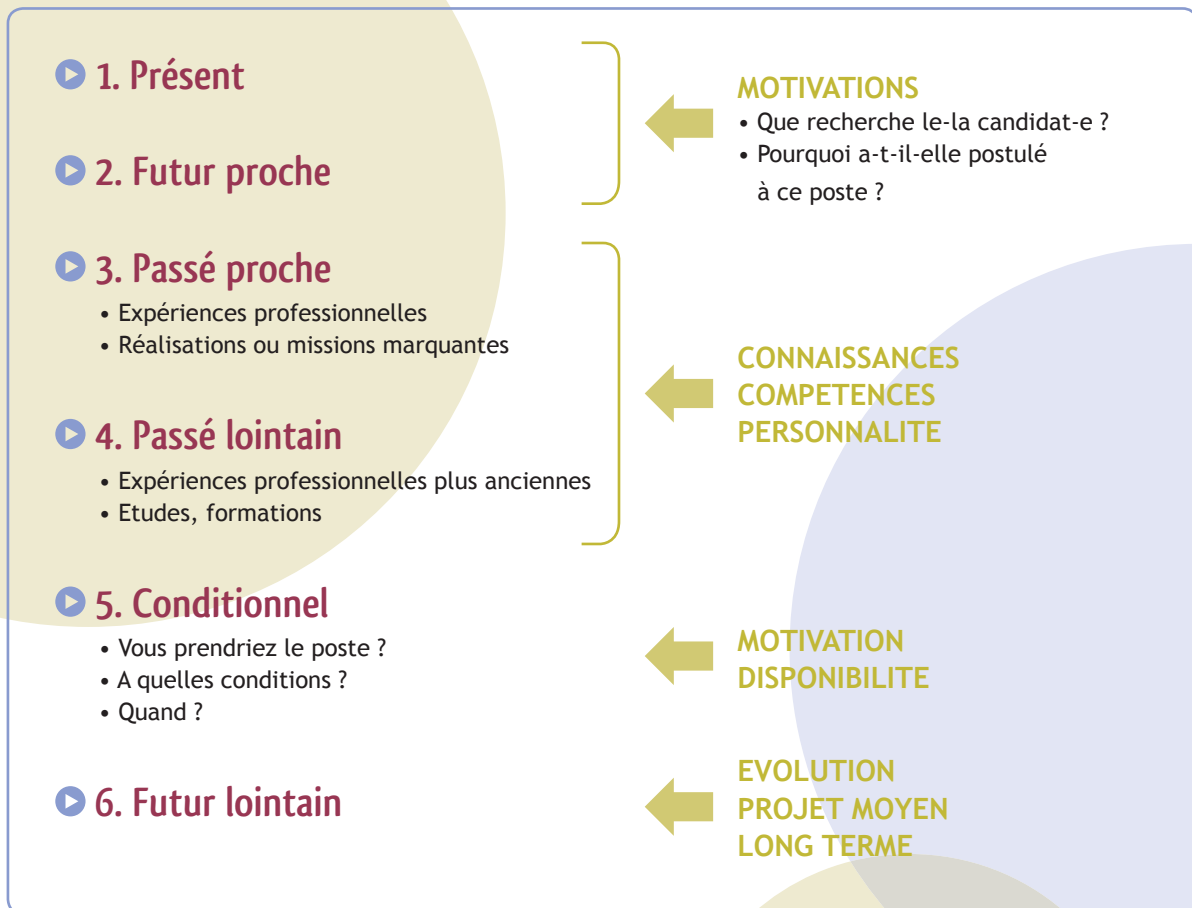 1. Présent
2. Futur proche
MOTIVATIONS
• Que recherche le-la candidat-e ?
• Pourquoi a-t-il-elle postulé
à ce poste ?
3. Passé proche
• Expériences professionnelles
• Réalisations ou missions marquantes
4. Passé lointain
• Expériences professionnelles plus anciennes
• Etudes, formations
CONNAISSANCES
COMPETENCES
PERSONNALITE
5. Conditionnel
• Vous prendriez le poste ?
• A quelles conditions ?
• Quand ?
MOTIVATION
DISPONIBILITE
6. Futur lointain
EVOLUTION
PROJET MOYEN
LONG TERME